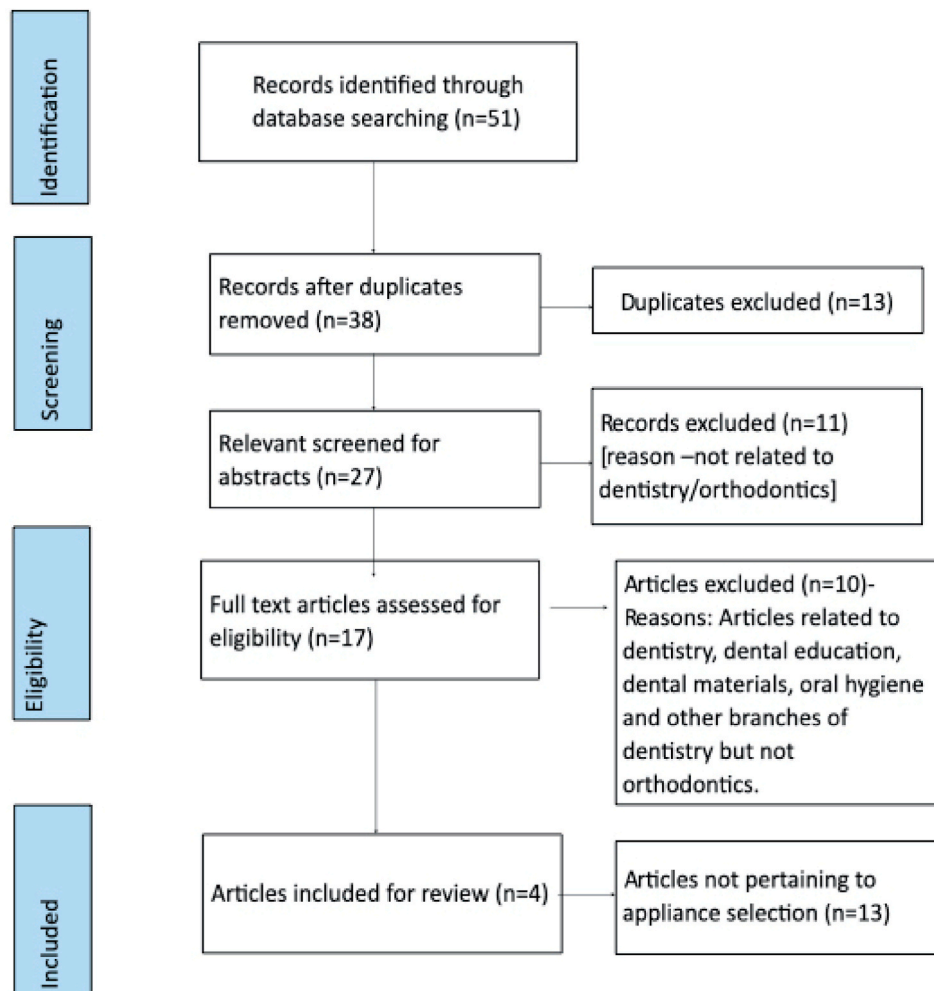 Identification
Records identified through
database searching (n=51)
Screening
Records after duplicates
removed (n=38)
Duplicates excluded (n=13)
Relevant screened for
abstracts (n=27)
Records excluded (n=11)
[reason –not related to
dentistry/orthodontics]
Eligibility
Full text articles assessed for
eligibility (n=17)
Articles excluded (n=10)-
Reasons: Articles related to
dentistry, dental education,
dental materials, oral hygiene
and other branches of
dentistry but not
orthodontics.
Included
Articles included for review (n=4)
Articles not pertaining to
appliance selection (n=13)